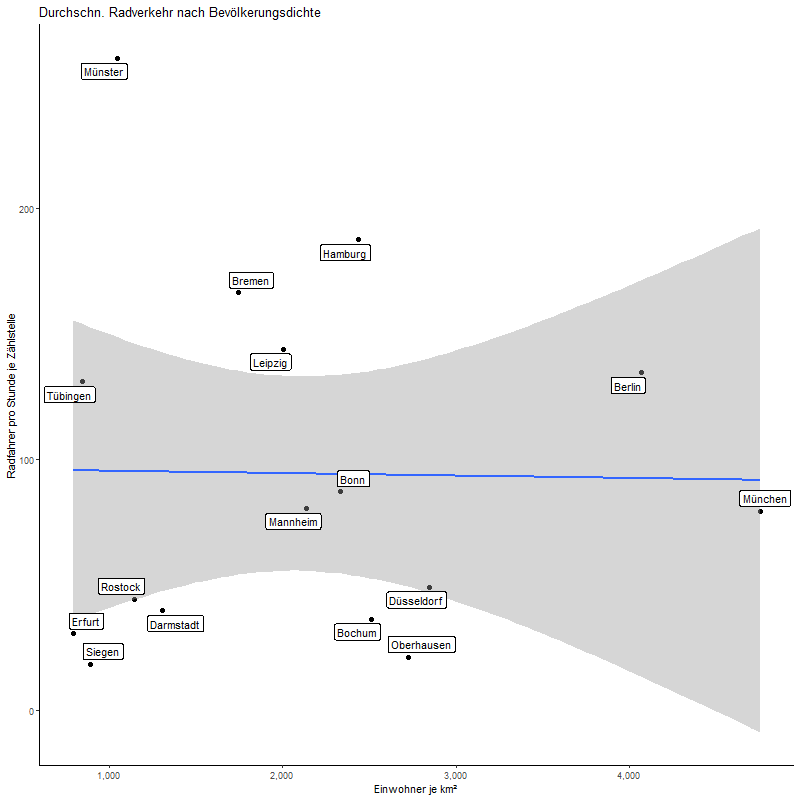 Durchschn. Radverkehr nach Bevölkerungsdichte
Radfahrer pro Stunde je Zählstelle
200
100
0
Münster
Hamburg
Bremen
Leipzig
Tübingen
Berlin
Bonn
München
Mannheim
Rostock
Düsseldorf
Erfurt
Darmstadt
Bochum
Siegen
Oberhausen
1,000
2,000
3,000
4,000
Einwohner je km²